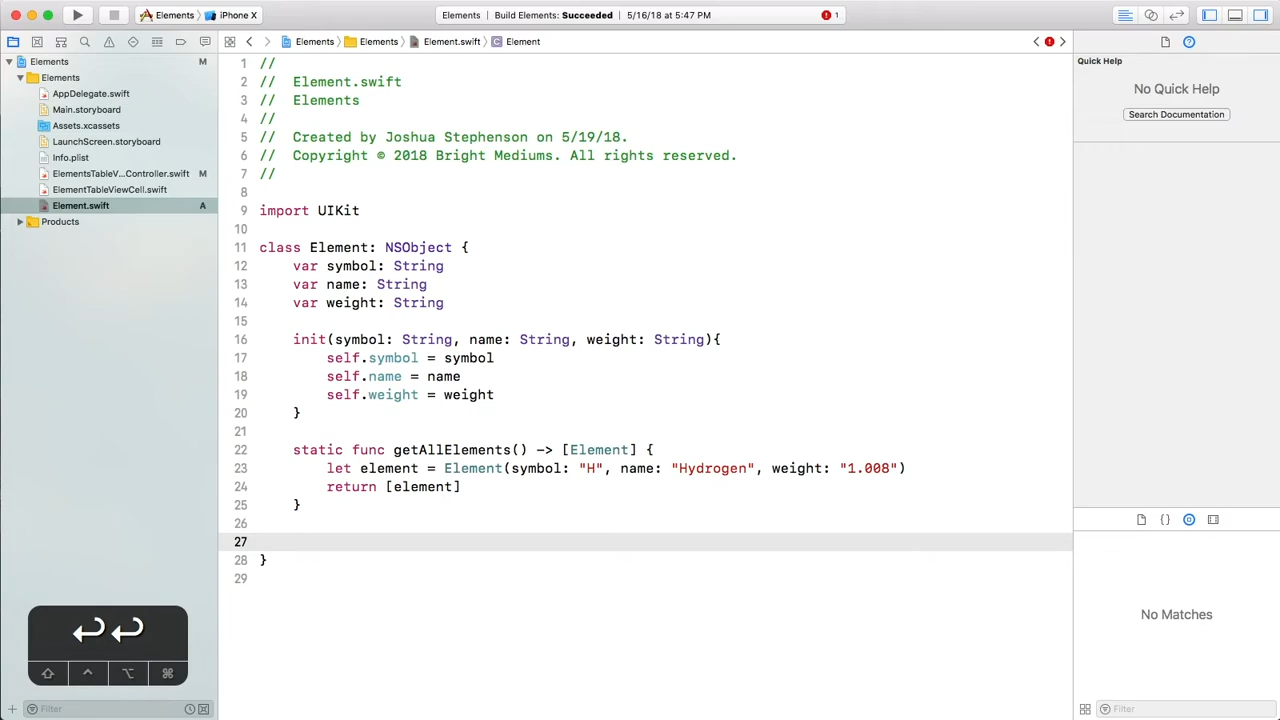 Elements
iPhone X
Elements
Build Elements: Succeeded
5/16/18 at 5:47 PM
1
Elements
Elements
Element.swift
Element
Elements
M
Elements
AppDelegate.swift
Main.storyboard
Assets.xcassets
LaunchScreen.storyboard
Info.plist
ElementsTableV...Controller.swift
M
ElementTableViewCell.swift
Element.swift
A
Products
1 //
2 //  Element.swift
3 //  Elements
4 //
5 //  Created by Joshua Stephenson on 5/19/18.
6 //  Copyright © 2018 Bright Mediums. All rights reserved.
7 //
8
9 import UIKit
10
11 class Element: NSObject {
12     var symbol: String
13     var name: String
14     var weight: String
15
16     init(symbol: String, name: String, weight: String){
17         self.symbol = symbol
18         self.name = name
19         self.weight = weight
20     }
21
22     static func getAllElements() -> [Element] {
23         let element = Element(symbol: "H", name: "Hydrogen", weight: "1.008")
24         return [element]
25     }
26
27
28 }
29
Quick Help
No Quick Help
Search Documentation
No Matches
Filter
Filter